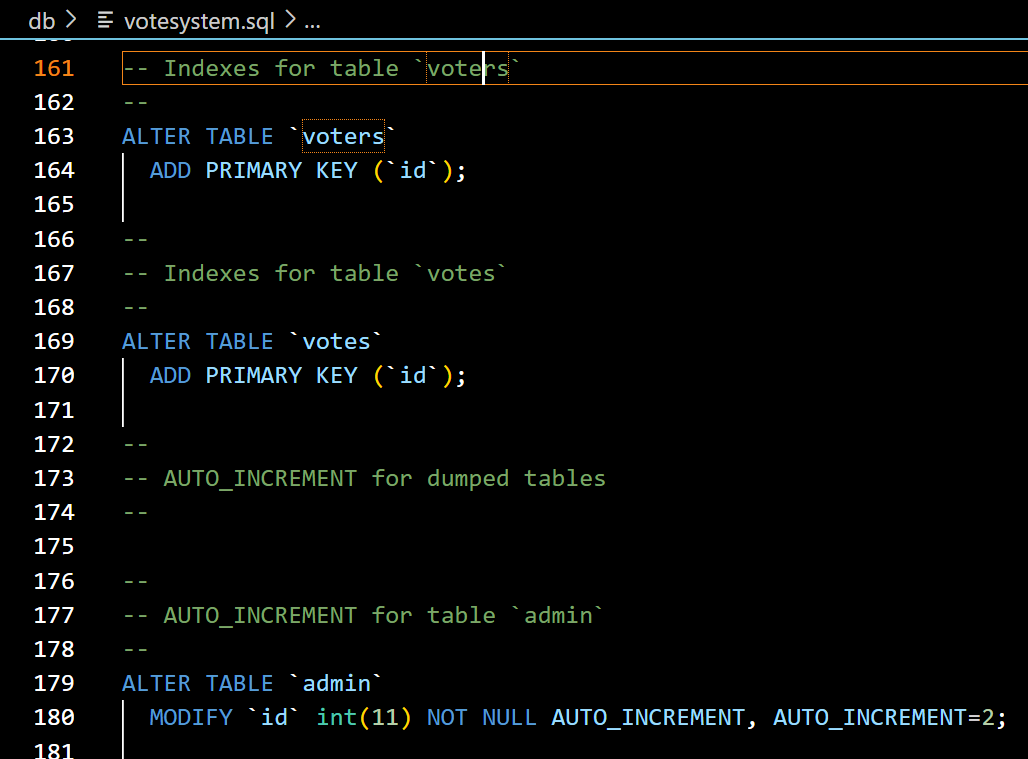 db > votesystem.sql > ...
161 -- Indexes for table `voters`
162 --
163 ALTER TABLE `voters`
164   ADD PRIMARY KEY (`id`);
165
166 --
167 -- Indexes for table `votes`
168 --
169 ALTER TABLE `votes`
170   ADD PRIMARY KEY (`id`);
171
172 --
173 -- AUTO_INCREMENT for dumped tables
174 --
175
176 --
177 -- AUTO_INCREMENT for table `admin`
178 --
179 ALTER TABLE `admin`
180   MODIFY `id` int(11) NOT NULL AUTO_INCREMENT, AUTO_INCREMENT=2;
181